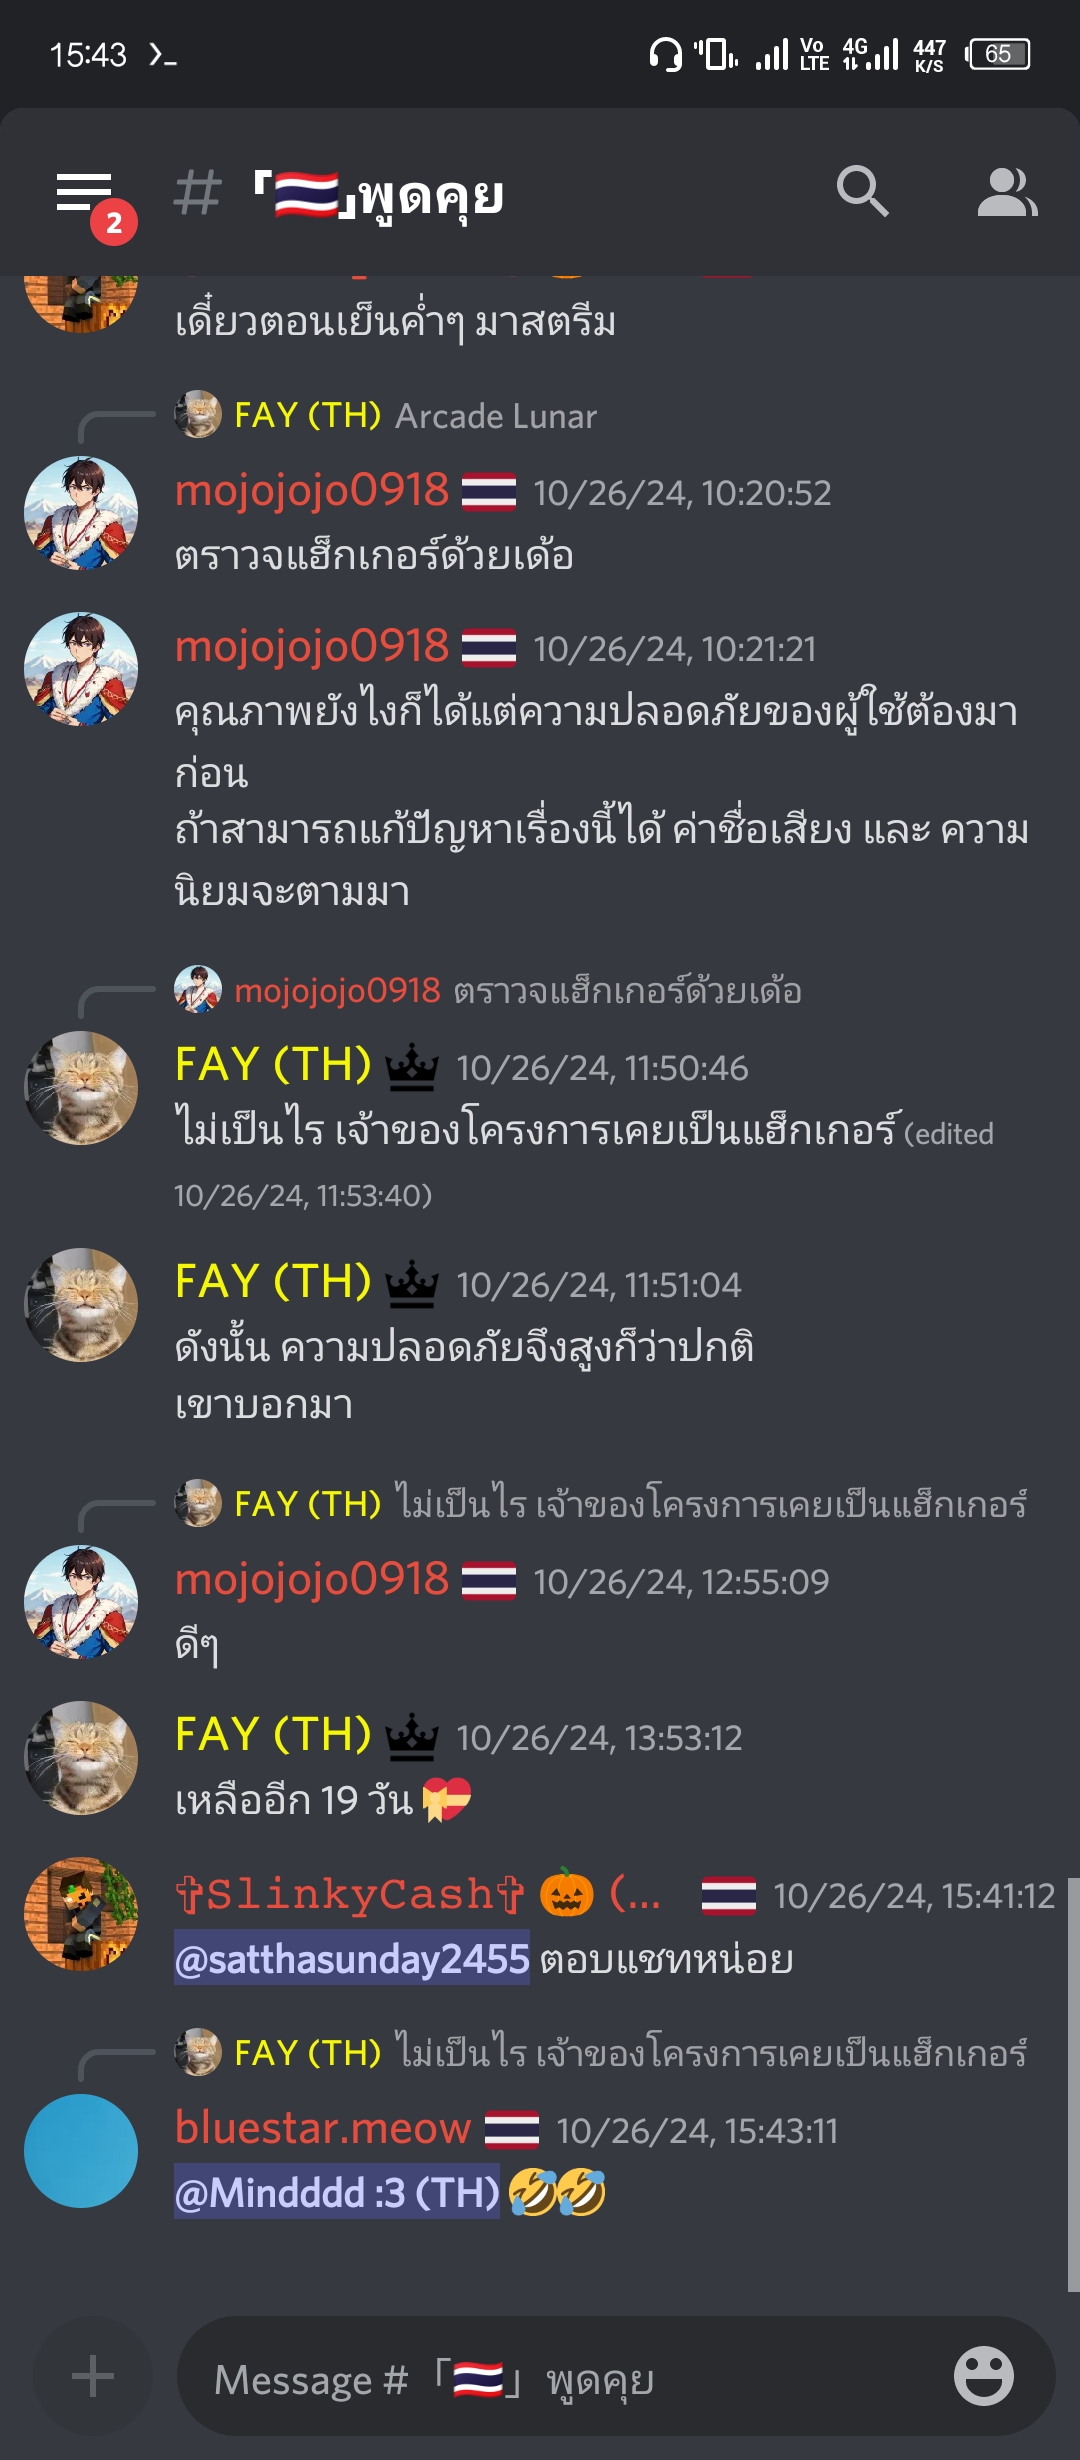 15:43
Vo
LTE
4G
447
K/S
65
2
# 「🇹🇭」พูดคุย
เดี๋ยวตอนเย็นค่ำๆ มาสตรีม
FAY (TH) Arcade Lunar
mojojojo0918 🇹🇭 10/26/24, 10:20:52
ตราวจแฮ็กเกอร์ด้วยเด้อ
mojojojo0918 🇹🇭 10/26/24, 10:21:21
คุณภาพยังไงก็ได้แต่ความปลอดภัยของผู้ใช้ต้องมา
ก่อน
ถ้าสามารถแก้ปัญหาเรื่องนี้ได้ ค่าชื่อเสียง และ ความ
นิยมจะตามมา
mojojojo0918 ตราวจแฮ็กเกอร์ด้วยเด้อ
FAY (TH) 10/26/24, 11:50:46
ไม่เป็นไร เจ้าของโครงการเคยเป็นแฮ็กเกอร์ (edited
10/26/24, 11:53:40)
FAY (TH) 10/26/24, 11:51:04
ดังนั้น ความปลอดภัยจึงสูงก็ว่าปกติ
เขาบอกมา
FAY (TH) ไม่เป็นไร เจ้าของโครงการเคยเป็นแฮ็กเกอร์
mojojojo0918 🇹🇭 10/26/24, 12:55:09
ดีๆ
FAY (TH) 10/26/24, 13:53:12
เหลืออีก 19 วัน 💝
✞SlinkyCash✞ 🎃 (... 🇹🇭 10/26/24, 15:41:12
@satthasunday2455 ตอบแชทหน่อย
FAY (TH) ไม่เป็นไร เจ้าของโครงการเคยเป็นแฮ็กเกอร์
bluestar.meow 🇹🇭 10/26/24, 15:43:11
@Mindddd :3 (TH) 🤣🤣
Message #「🇹🇭」พูดคุย